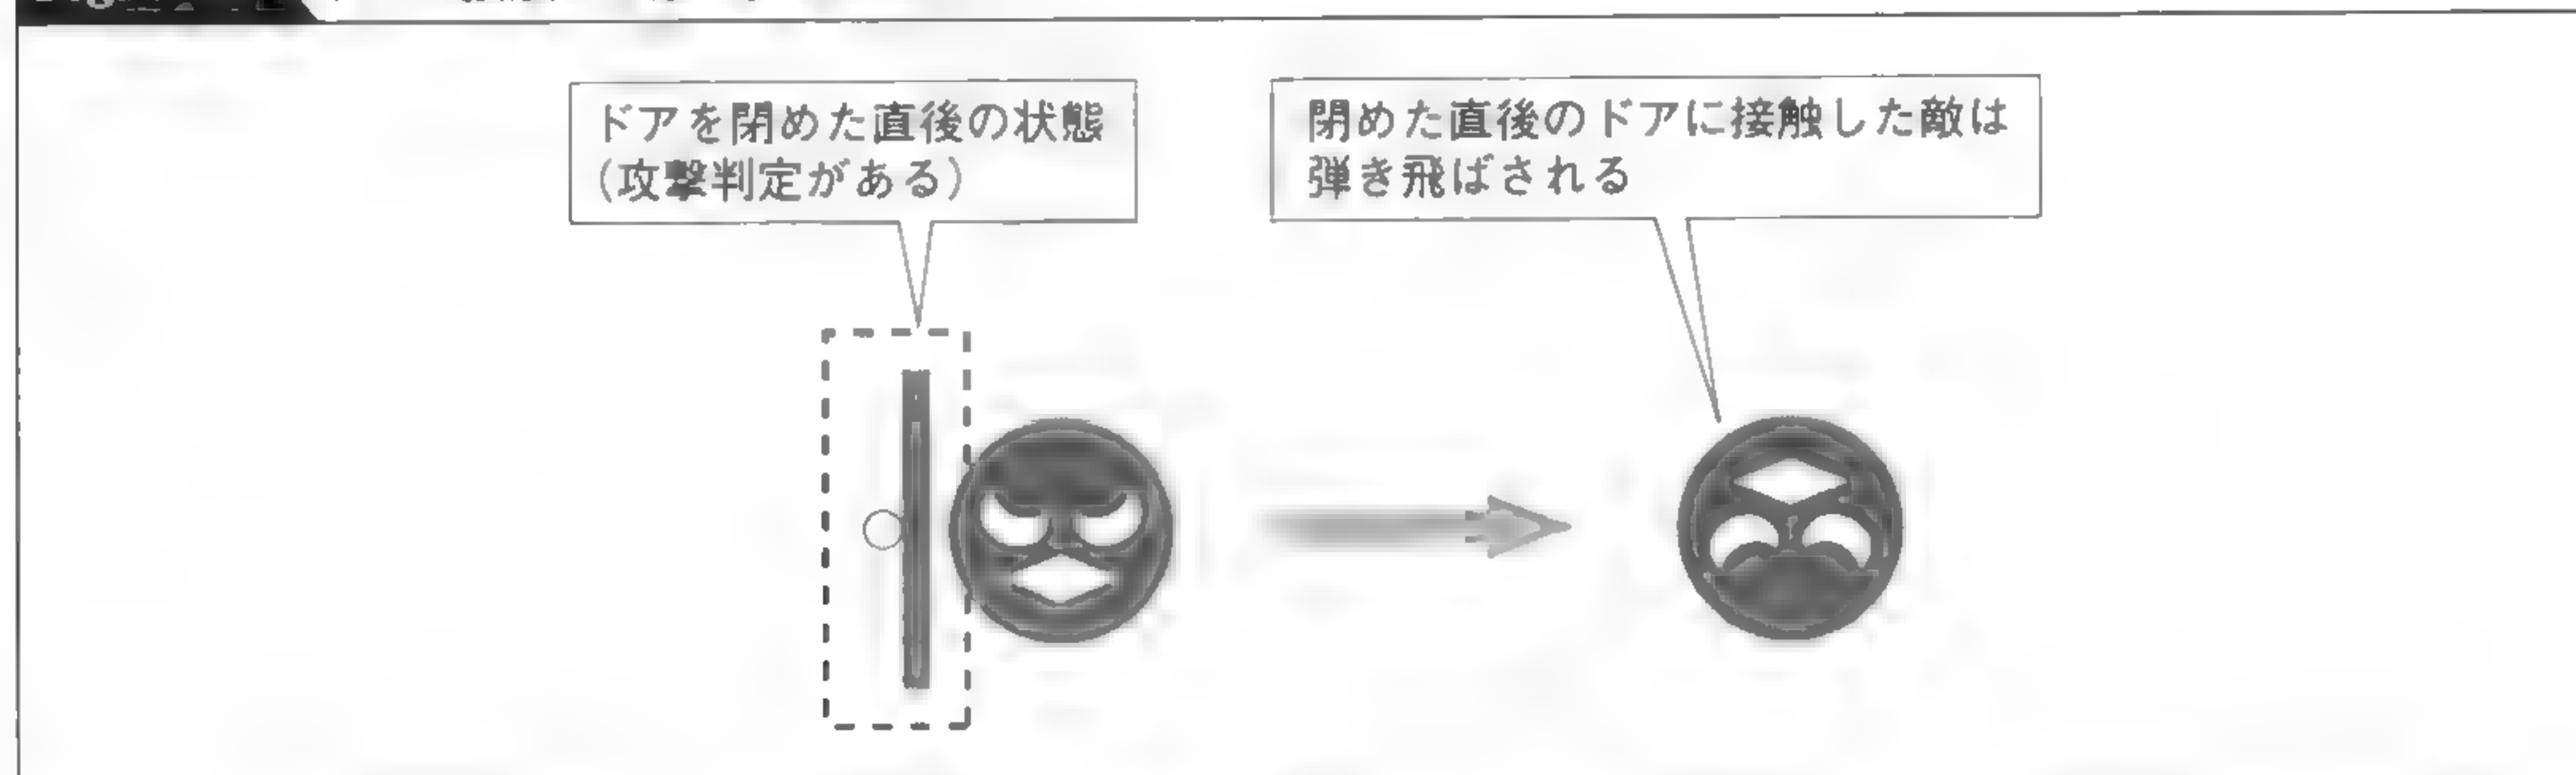 ドアを閉めた直後の状態
(攻撃判定がある)
閉めた直後のドアに接触した敵は
弾き飛ばされる